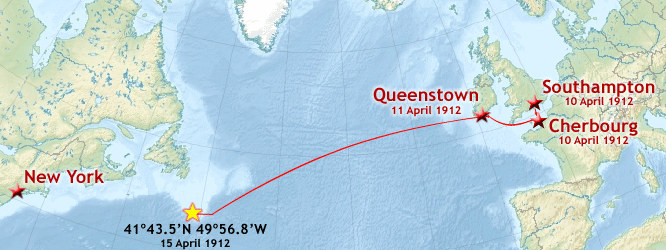 Southampton
10 April 1912
Queenstown
11 April 1912
Cherbourg
10 April 1912
New York
41°43.5'N 49°56.8'W
15 April 1912